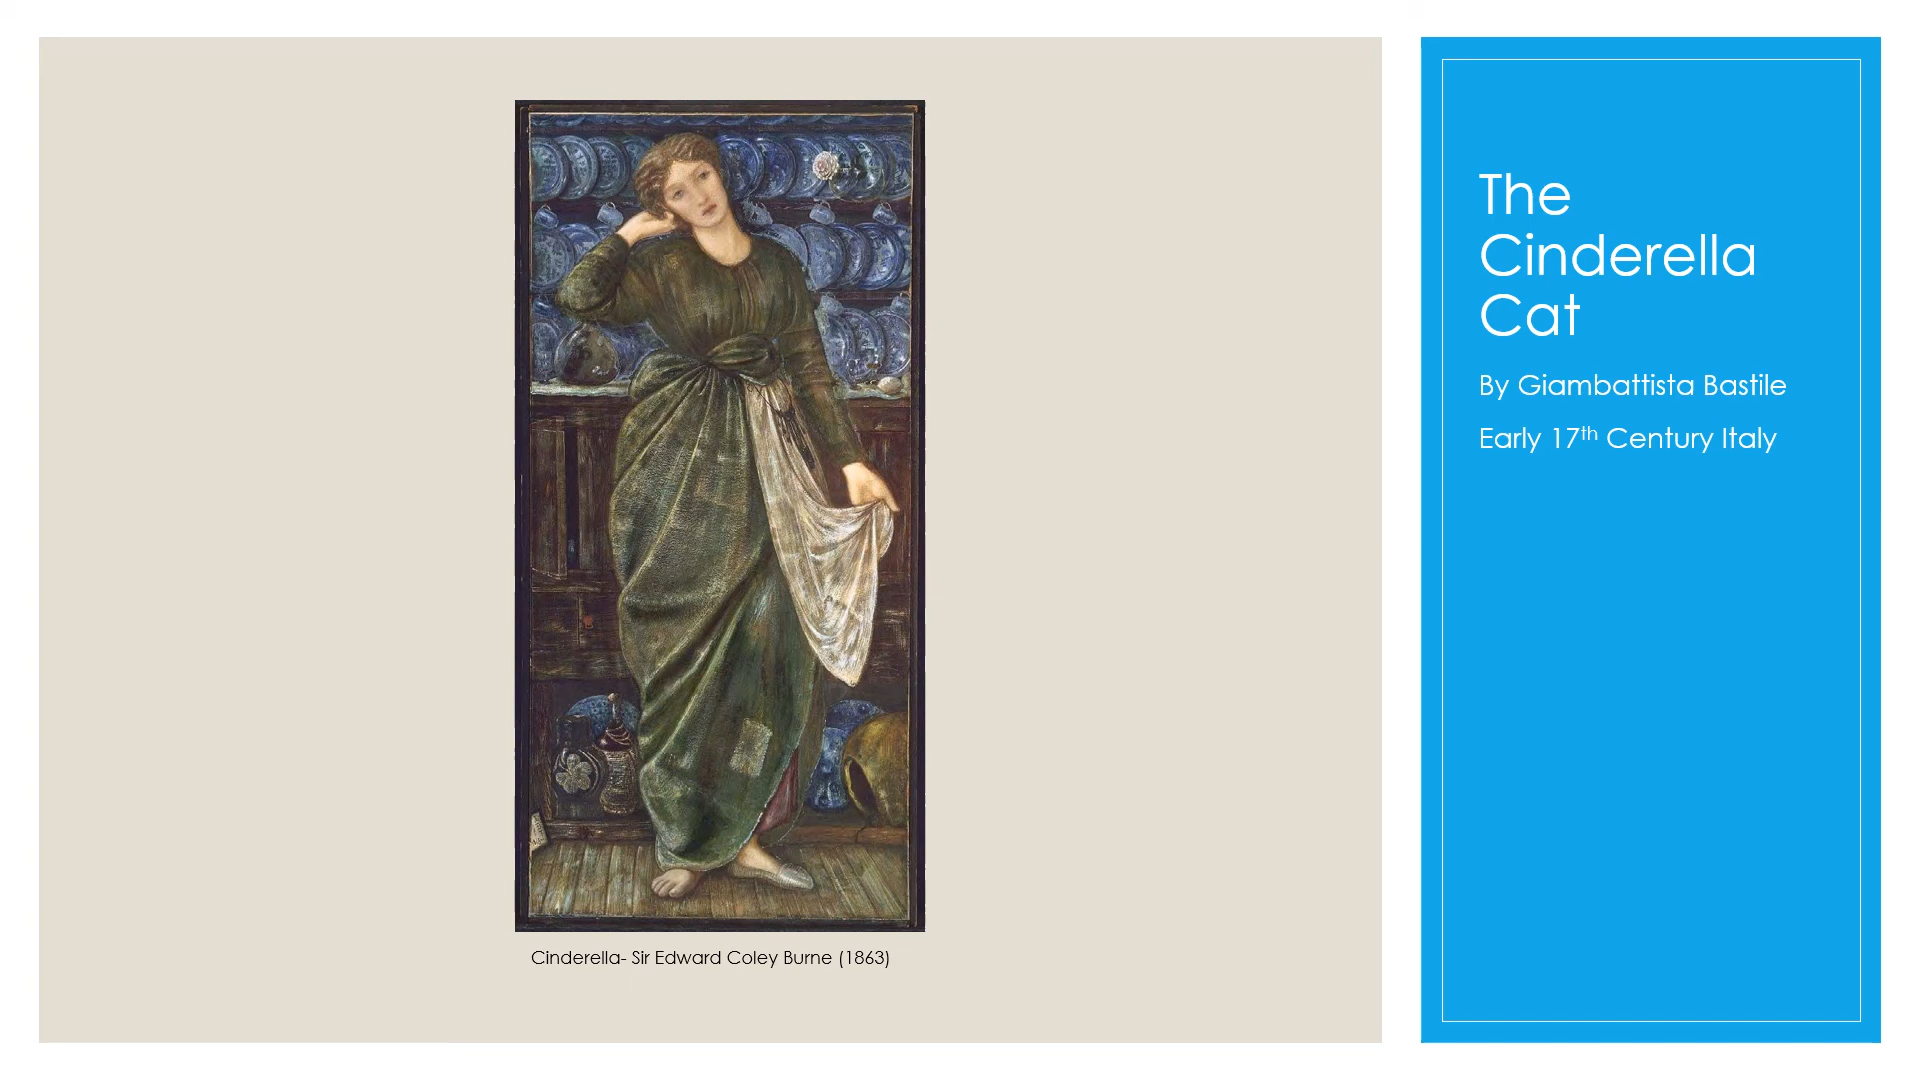 The
Cinderella
Cat
By Giambattista Bastile
Early 17th Century Italy
Cinderella- Sir Edward Coley Burne (1863)